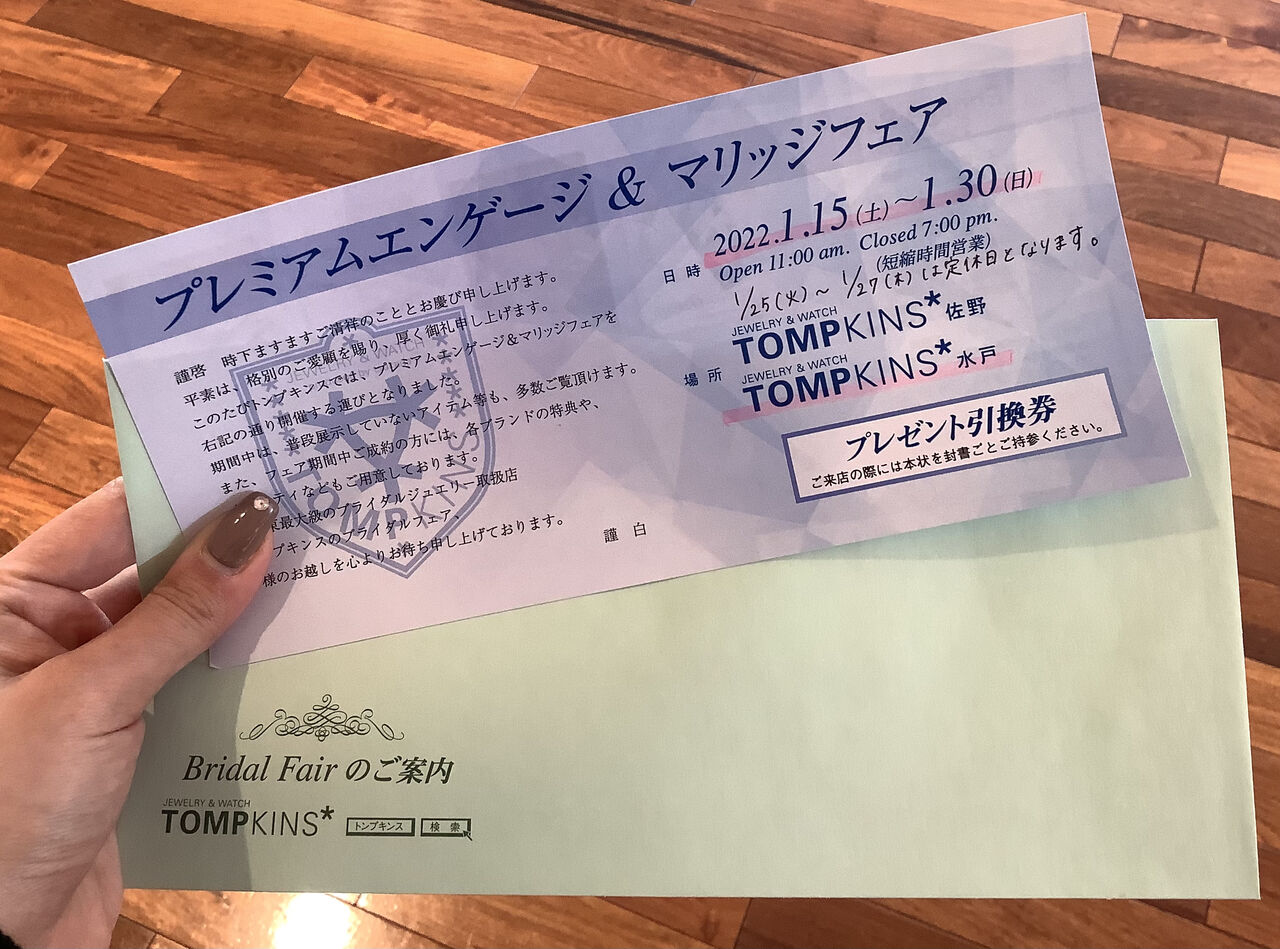 プレミアムエンゲージ & マリッジフェア
謹啓 時下ますますご清祥のこととお慶び申し上げます。
平素は、格別のご愛顧を賜り、厚く御礼申し上げます。
このたびトンプキンスでは、プレミアムエンゲージ&マリッジフェアを
右記の通り開催する運びとなりました。
期間中は、普段展示していないアイテム等も、多数ご覧頂けます。
また、フェア期間中ご成約の方には、各ブランドの特典や、
ティなどもご用意しております。
東最大級のブライダルジュエリー取扱店
プキンスのブライダルフェア、
様のお越しを心よりお待ち申し上げております。
謹白
日時 2022.1.15(土)~1.30(日)
Open 11:00 am. Closed 7:00 pm.
(短縮時間営業)
1/25(火)~ 1/27(木)は定休日となります。
場所
JEWELRY & WATCH
TOMPKINS* 佐野
JEWELRY & WATCH
TOMPKINS* 水戸
プレゼント引換券
ご来店の際には本状を封書ごとご持参ください。
Bridal Fair のご案内
JEWELRY & WATCH
TOMPKINS* トンプキンス 検索